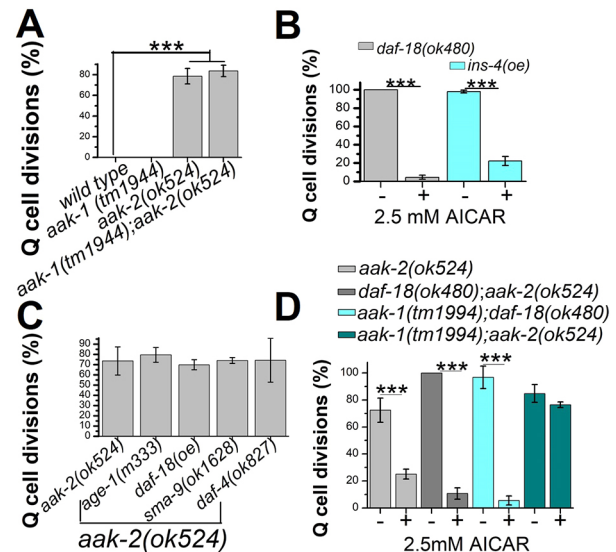 A
Q cell divisions (%)
***
80
60
40
20
0
wild type
aak-1 (tm1944)
aak-2(ok524)
aak-1(tm1944);aak-2(ok524)
B
daf-18(ok480)
ins-4(oe)
Q cell divisions (%)
*** ***
100
80
60
40
20
0
- + - +
2.5 mM AICAR
C
Q cell divisions (%)
90
80
70
60
50
40
30
20
10
0
aak-2(ok524)
age-1(m333)
daf-18(oe)
sma-9(ok1628)
daf-4(ok827)
aak-2(ok524)
aak-2(ok524)
daf-18(ok480);aak-2(ok524)
aak-1(tm1994);daf-18(ok480)
aak-1(tm1994);aak-2(ok524)
D
Q cell divisions (%)
*** *** ***
100
80
60
40
20
0
- + - + - + - +
2.5mM AICAR